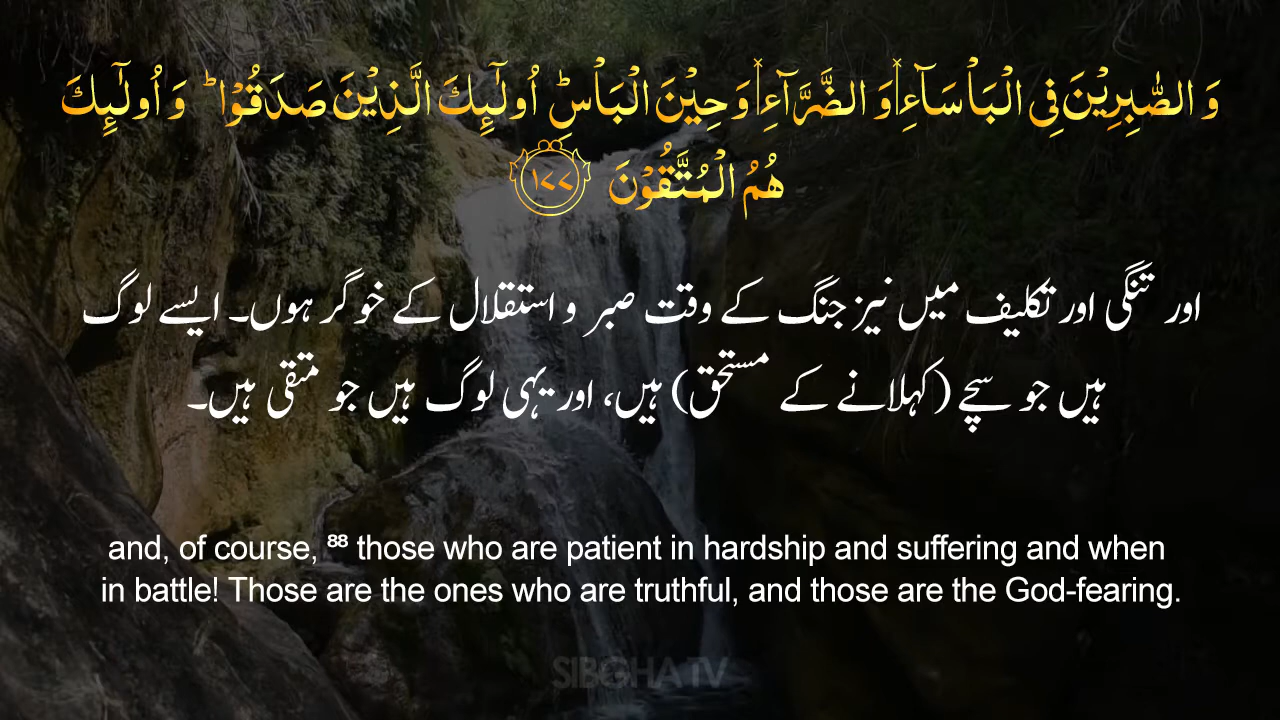 وَ الصّٰبِرِیْنَ فِی الْبَاْسَآءِ وَ الضَّرَّآءِ وَ حِیْنَ الْبَاْسِؕ اُولٰٓىِٕكَ الَّذِیْنَ صَدَقُوْاؕ وَ اُولٰٓىِٕكَ
هُمُ الْمُتَّقُوْنَ ﴿۱۷۷﴾
اور تنگی اور تکلیف میں نیز جنگ کے وقت صبر و استقلال کے خوگر ہوں۔ ایسے لوگ
ہیں جو سچے (کہلانے کے مستحق) ہیں، اور یہی لوگ ہیں جو متقی ہیں۔
and, of course, ⁸⁸ those who are patient in hardship and suffering and when
in battle! Those are the ones who are truthful, and those are the God-fearing.
SIBGHA TV